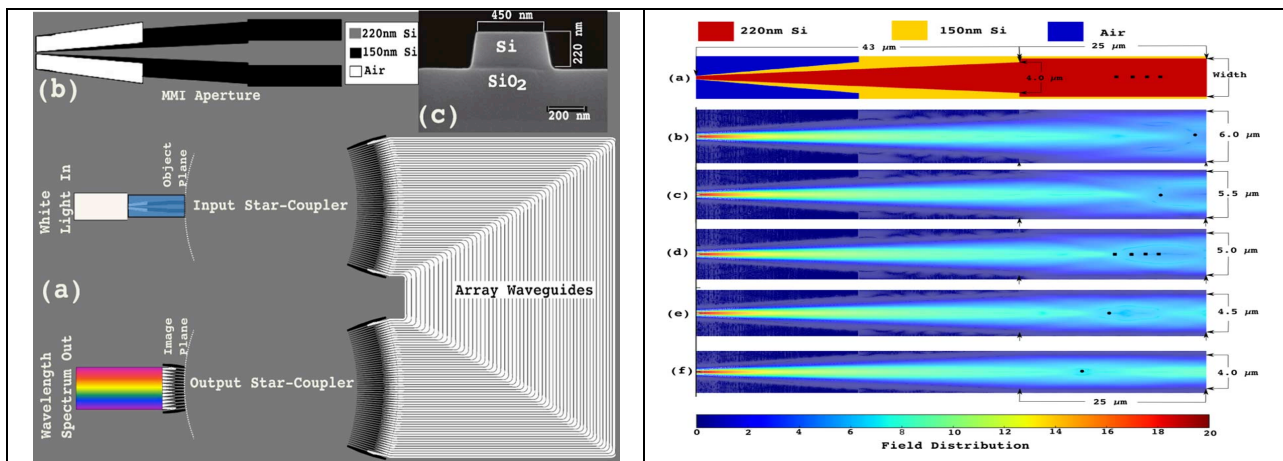 450 nm
220 nm
Si
SiO2
200 nm
(c)
220nm Si
150nm Si
Air
(b)
MMI Aperture
White
Light In
Object
Plane
Input Star-Coupler
(a)
Array Waveguides
Wavelength
Spectrum Out
Image
Plane
Output Star-Coupler
220nm Si
150nm Si
Air
43 µm
25 µm
(a)
4.0 µm
Width
(b)
6.0 µm
(c)
5.5 µm
(d)
5.0 µm
(e)
4.5 µm
(f)
4.0 µm
25 µm
0 2 4 6 8 10 12 14 16 18 20
Field Distribution